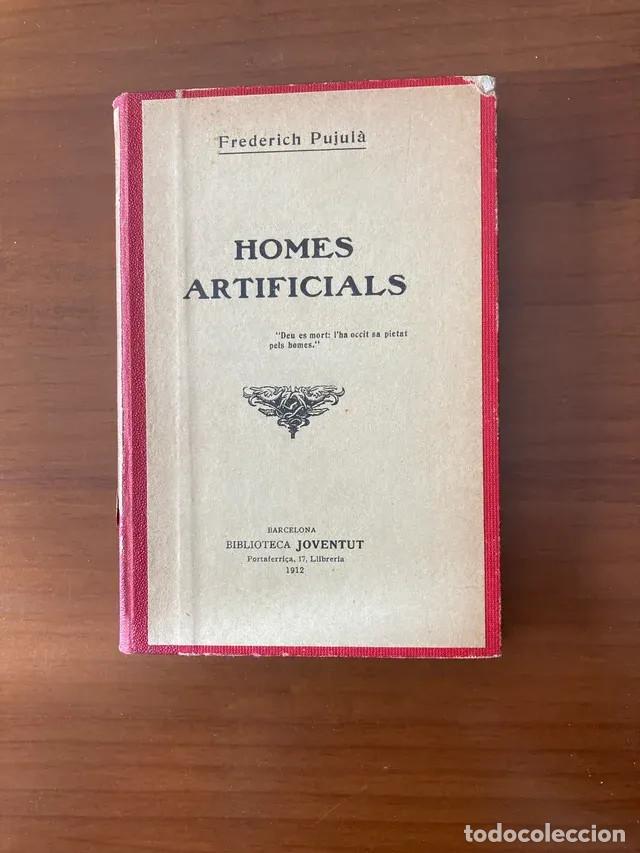 Frederich Pujulà
HOMES
ARTIFICIALS
"Deu es mort: l'ha occit sa pietat
pels homes."
BARCELONA
BIBLIOTECA JOVENTUT
Portaferriça, 17, Llibreria
1912
todocoleccion